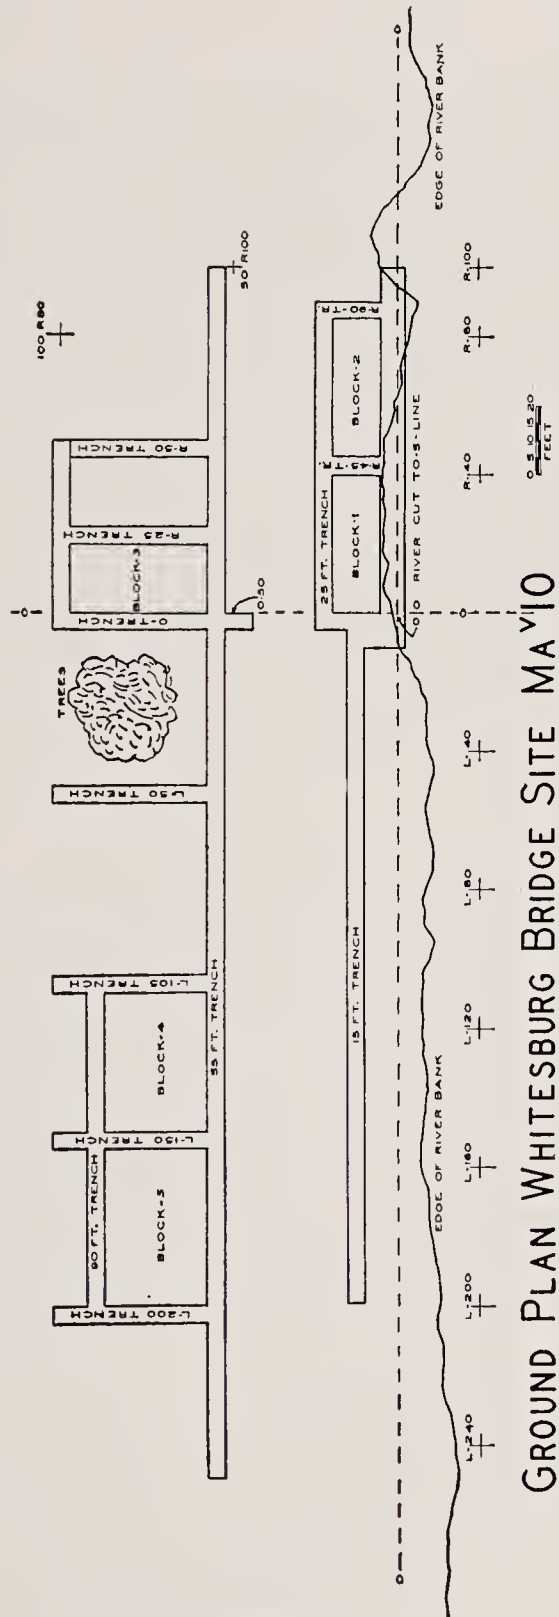 100 R80
50 R100
R-50 TRENCH
R-25 TRENCH
BLOCK-3
O-TRENCH
O
O-50
TREES
L-50 TRENCH
L-105 TRENCH
BLOCK-4
L-150 TRENCH
90 FT. TRENCH
BLOCK-5
L-200 TRENCH
55 FT. TRENCH
O
EDGE OF RIVER BANK
R-90-TR.
BLOCK-2
R-45-TR.
25 FT. TRENCH
BLOCK-1
RIVER CUT TO-5-LINE
O O
15 FT. TRENCH
EDGE OF RIVER BANK
O
R-100
R-80
R-40
O
L-40
L-80
L-120
L-160
L-200
L-240
0 5 10 15 20
FEET
GROUND PLAN WHITESBURG BRIDGE SITE MAV10